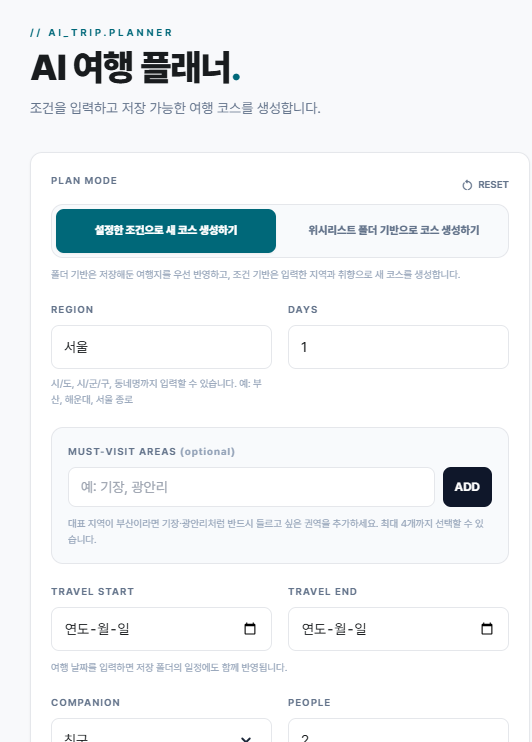 // AI_TRIP.PLANNER
AI 여행 플래너.
조건을 입력하고 저장 가능한 여행 코스를 생성합니다.
PLAN MODE
RESET
설정한 조건으로 새 코스 생성하기
위시리스트 폴더 기반으로 코스 생성하기
폴더 기반은 저장해둔 여행지를 우선 반영하고, 조건 기반은 입력한 지역과 취향으로 새 코스를 생성합니다.
REGION
DAYS
서울
1
시/도, 시/군/구, 동네명까지 입력할 수 있습니다. 예: 부
산, 해운대, 서울 종로
MUST-VISIT AREAS (optional)
예: 기장, 광안리
ADD
대표 지역이 부산이라면 기장·광안리처럼 반드시 들르고 싶은 권역을 추가하세요. 최대 4개까지 선택할 수 있
습니다.
TRAVEL START
TRAVEL END
연도-월-일
연도-월-일
여행 날짜를 입력하면 저장 폴더의 일정에도 함께 반영됩니다.
COMPANION
PEOPLE
친구
2